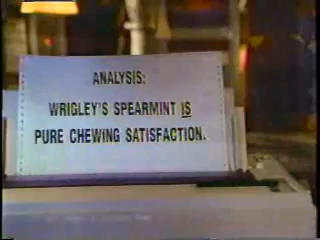 ANALYSIS:
WRIGLEY'S SPEARMINT IS
PURE CHEWING SATISFACTION.